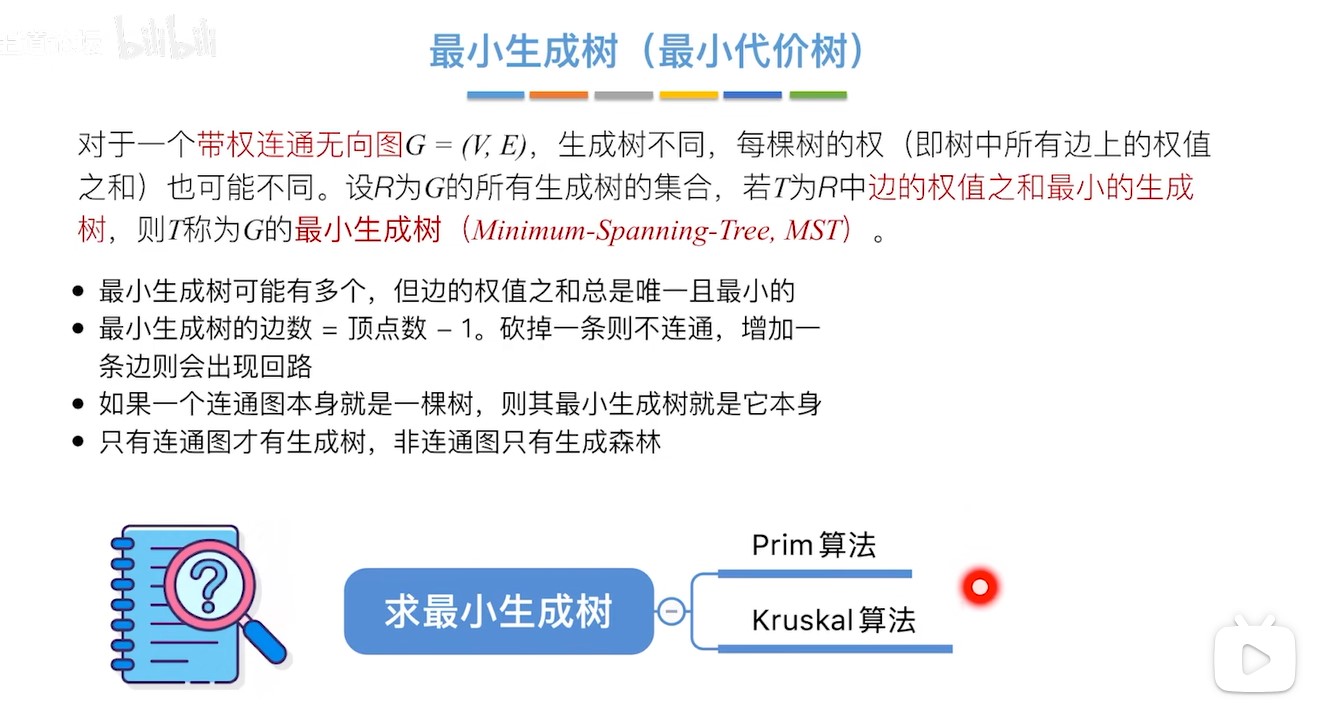 bilibili
最小生成树（最小代价树）
对于一个带权连通无向图G = (V, E)，生成树不同，每棵树的权（即树中所有边上的权值
之和）也可能不同。设R为G的所有生成树的集合，若T为R中边的权值之和最小的生成
树，则T称为G的最小生成树（Minimum-Spanning-Tree, MST）。
• 最小生成树可能有多个，但边的权值之和总是唯一且最小的
• 最小生成树的边数 = 顶点数 – 1。砍掉一条则不连通，增加一
条边则会出现回路
• 如果一个连通图本身就是一棵树，则其最小生成树就是它本身
• 只有连通图才有生成树，非连通图只有生成森林
Prim 算法
求最小生成树
Kruskal 算法